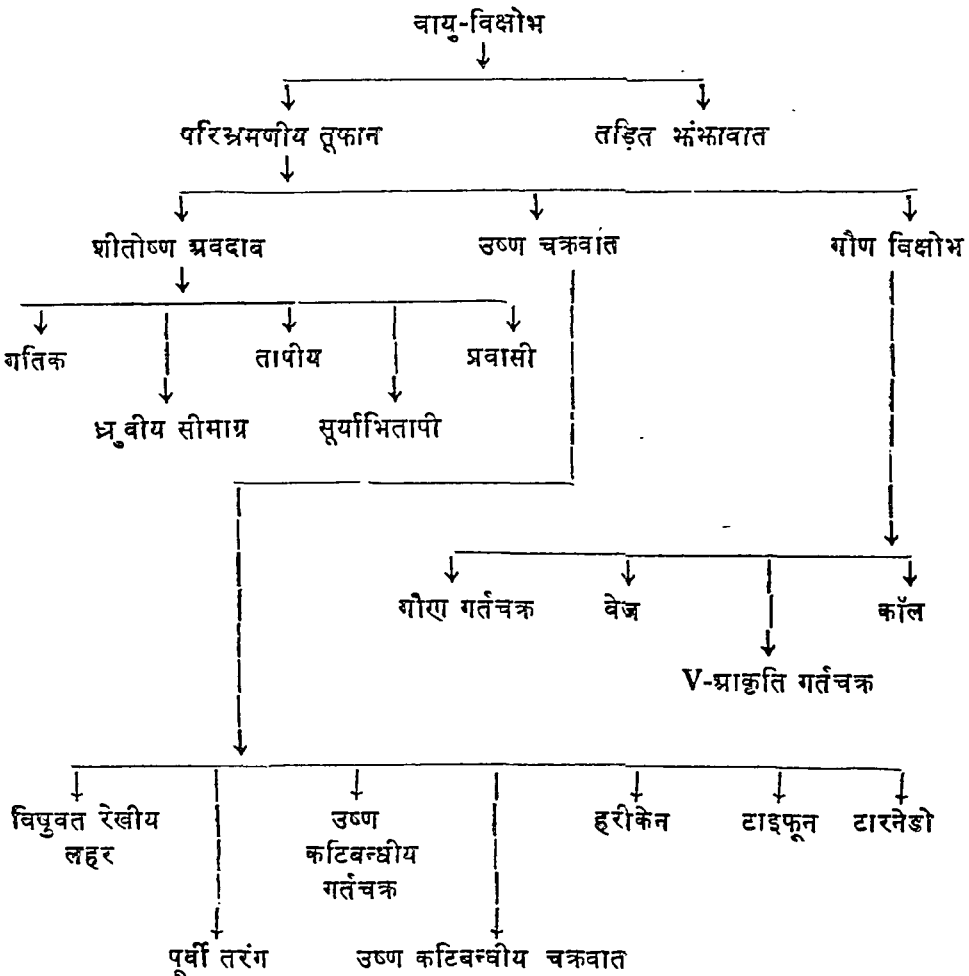 वायु-विक्षोभ
परिभ्रमणीय तूफान तड़ित झंझावात
शीतोष्ण अवदाब उष्ण चक्रवात गौण विक्षोभ
गतिक तापीय प्रवासी
ध्रुवीय सीमाग्र सूर्याभितापी
गौण गर्तचक्र वेज कॉल
V-आकृति गर्तचक्र
विषुवत रेखीय उष्ण हरीकेन टाइफून टारनेडो
लहर कटिबन्धीय
गर्तचक्र
पूर्वी तरंग उष्ण कटिबन्धीय चक्रवात